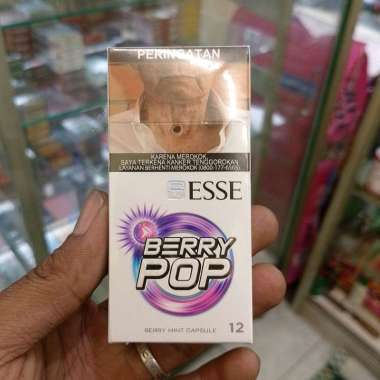 PERINGATAN
KARENA MEROKOK,
SAYA TERKENA KANKER TENGGOROKAN.
LAYANAN BERHENTI MEROKOK (0800-177-6565)
ESSE
BERRY
POP
BERRY MINT CAPSULE 12